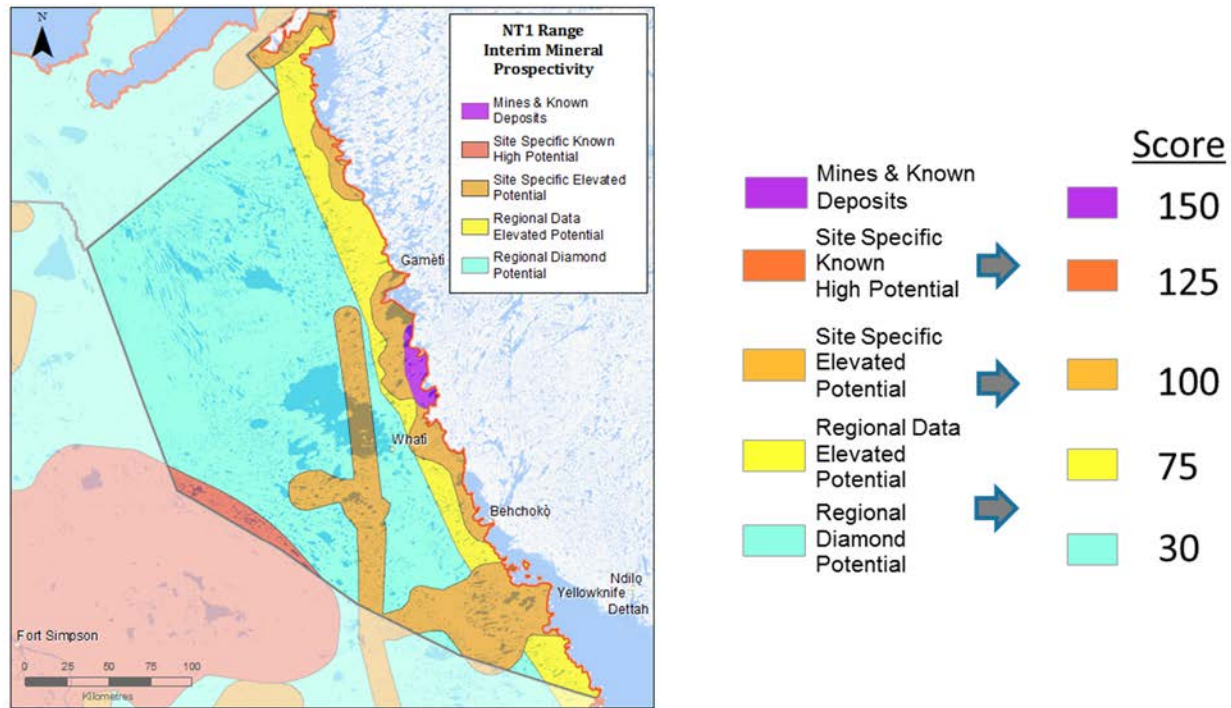 N
NT1 Range
Interim Mineral
Prospectivity
Mines & Known
Deposits
Site Specific Known
High Potential
Site Specific Elevated
Potential
Regional Data
Elevated Potential
Regional Diamond
Potential
Gamètì
Whatì
Behchokǫ̀
Ndilǫ
Yellowknife
Dettah
Fort Simpson
0 25 50 75 100
Kilometres
Score
Mines & Known
Deposits
150
Site Specific
Known
High Potential
125
Site Specific
Elevated
Potential
100
Regional Data
Elevated
Potential
75
Regional
Diamond
Potential
30